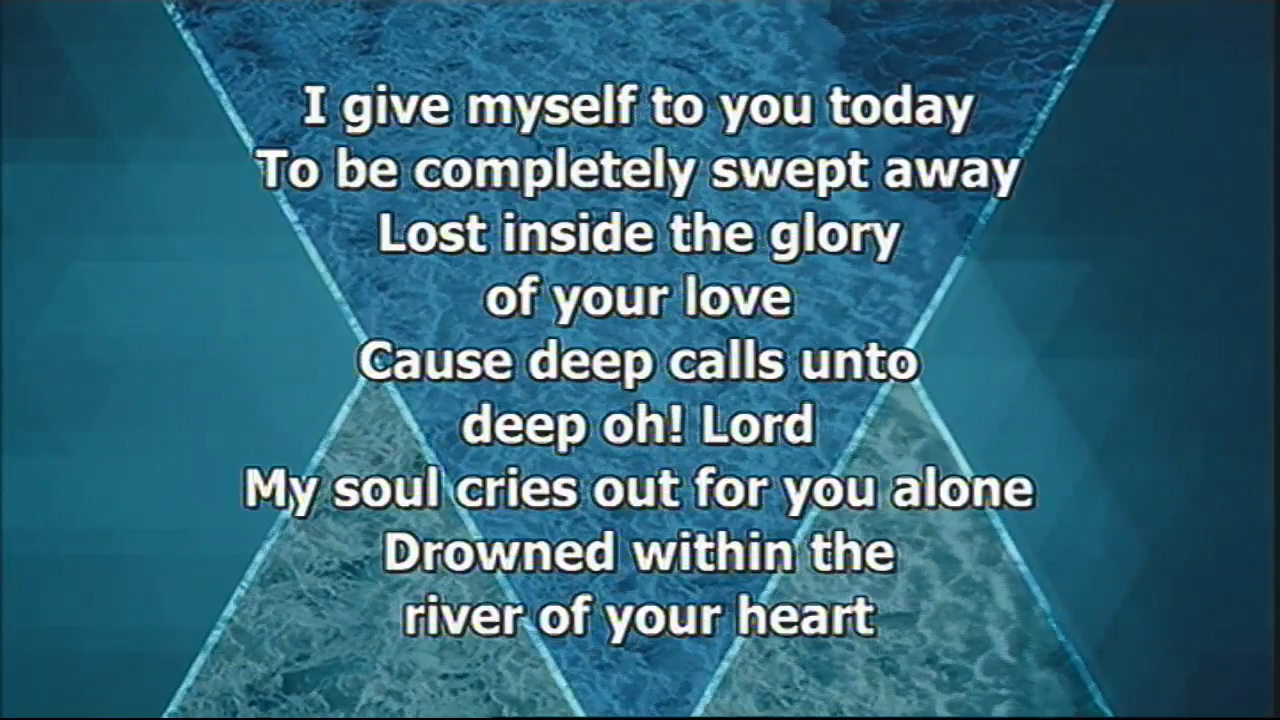 I give myself to you today
To be completely swept away
Lost inside the glory
of your love
Cause deep calls unto
deep oh! Lord
My soul cries out for you alone
Drowned within the
river of your heart